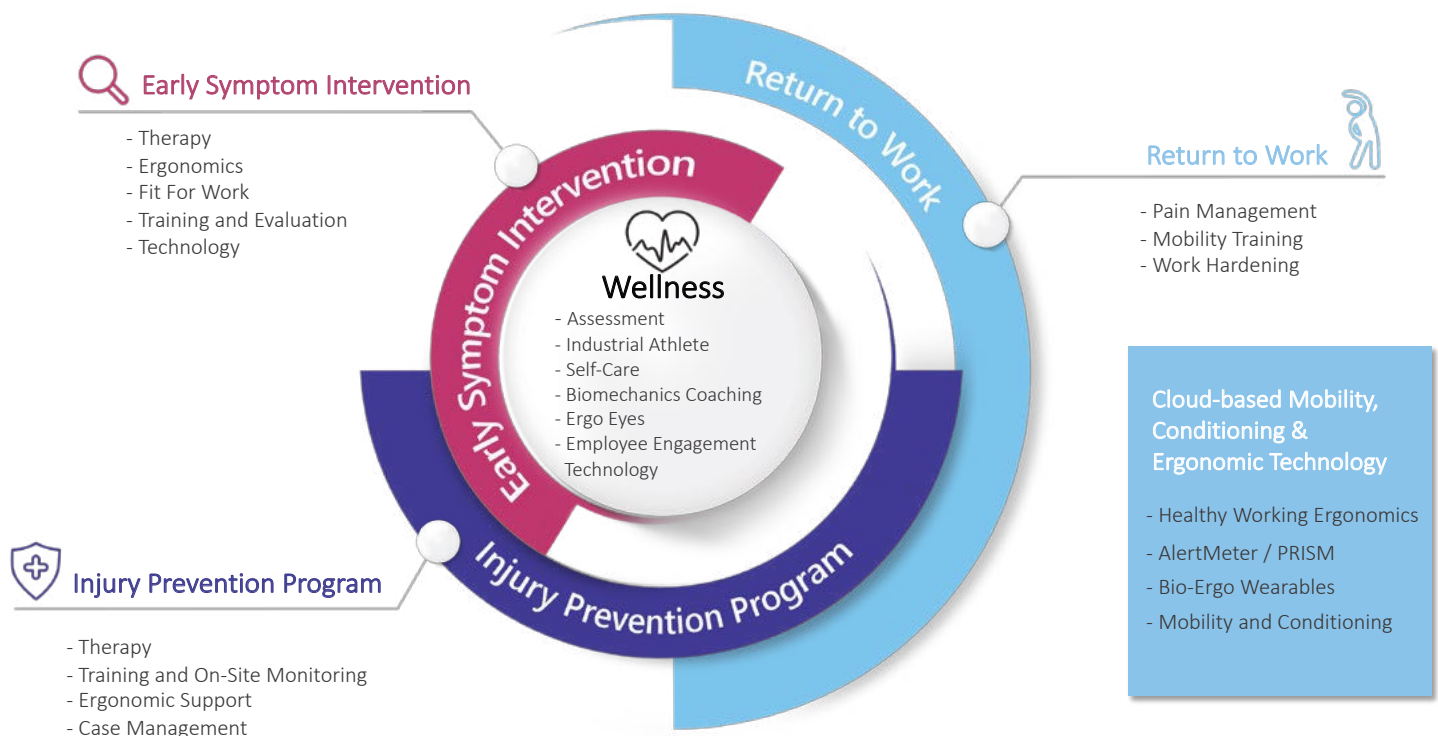 Early Symptom Intervention
- Therapy
- Ergonomics
- Fit For Work
- Training and Evaluation
- Technology
Return to Work
Early Symptom Intervention
Injury Prevention Program
Wellness
- Assessment
- Industrial Athlete
- Self-Care
- Biomechanics Coaching
- Ergo Eyes
- Employee Engagement
Technology
Return to Work
- Pain Management
- Mobility Training
- Work Hardening
Cloud-based Mobility,
Conditioning &
Ergonomic Technology
- Healthy Working Ergonomics
- AlertMeter / PRISM
- Bio-Ergo Wearables
- Mobility and Conditioning
Injury Prevention Program
- Therapy
- Training and On-Site Monitoring
- Ergonomic Support
- Case Management